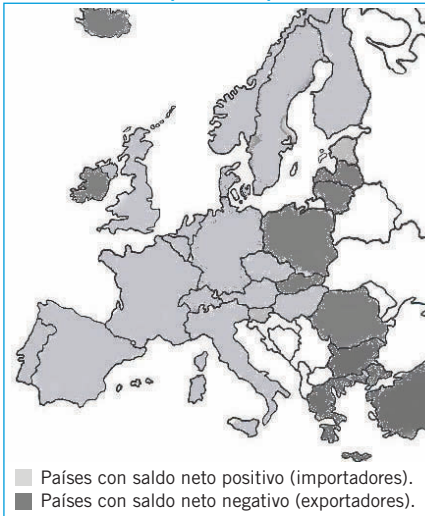 Países con saldo neto positivo (importadores).
Países con saldo neto negativo (exportadores).